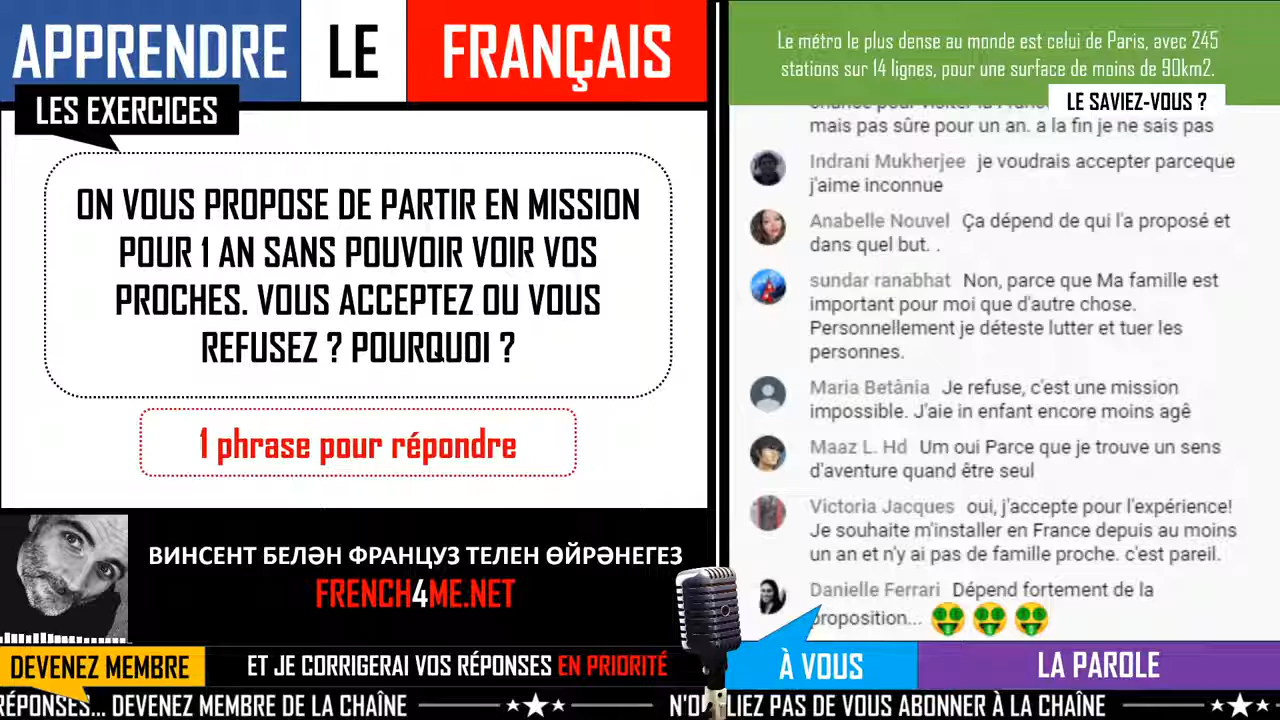 APPRENDRE LE FRANÇAIS
LES EXERCICES
ON VOUS PROPOSE DE PARTIR EN MISSION
POUR 1 AN SANS POUVOIR VOIR VOS
PROCHES. VOUS ACCEPTEZ OU VOUS
REFUSEZ ? POURQUOI ?
1 phrase pour répondre
ВИНСЕНТ БЕЛӘН ФРАНЦУЗ ТЕЛЕН ӨЙРӘНЕГЕЗ
FRENCH4ME.NET
DEVENEZ MEMBRE
ET JE CORRIGERAI VOS RÉPONSES EN PRIORITÉ
Le métro le plus dense au monde est celui de Paris, avec 245
stations sur 14 lignes, pour une surface de moins de 90km2.
LE SAVIEZ-VOUS ?
mais pas sûre pour un an. a la fin je ne sais pas
Indrani Mukherjee je voudrais accepter parceque
j'aime inconnue
Anabelle Nouvel Ça dépend de qui l'a proposé et
dans quel but. .
sundar ranabhat Non, parce que Ma famille est
important pour moi que d'autre chose.
Personnellement je déteste lutter et tuer les
personnes.
Maria Betânia Je refuse, c'est une mission
impossible. J'aie in enfant encore moins agê
Maaz L. Hd Um oui Parce que je trouve un sens
d'aventure quand être seul
Victoria Jacques oui, j'accepte pour l'expérience!
Je souhaite m'installer en France depuis au moins
un an et n'y ai pas de famille proche. c'est pareil.
Danielle Ferrari Dépend fortement de la
proposition...
À VOUS
LA PAROLE
RÉPONSES... DEVENEZ MEMBRE DE LA CHAÎNE
PAS DE VOUS ABONNER À LA CHAÎNE